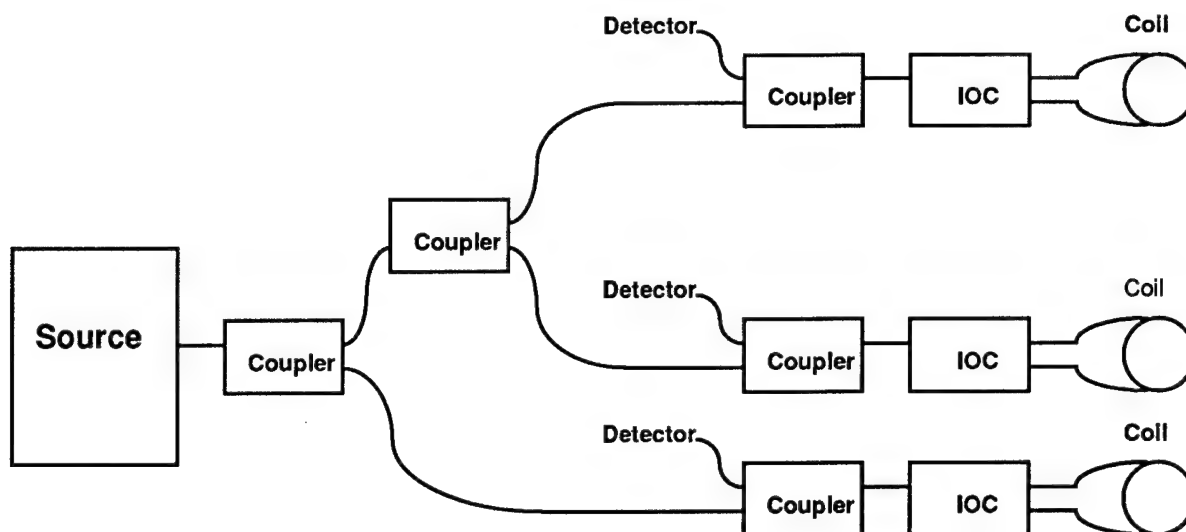 Detector
Coil
Coupler
IOC
Coupler
Source
Coupler
Detector
Coil
Coupler
IOC
Detector
Coil
Coupler
IOC